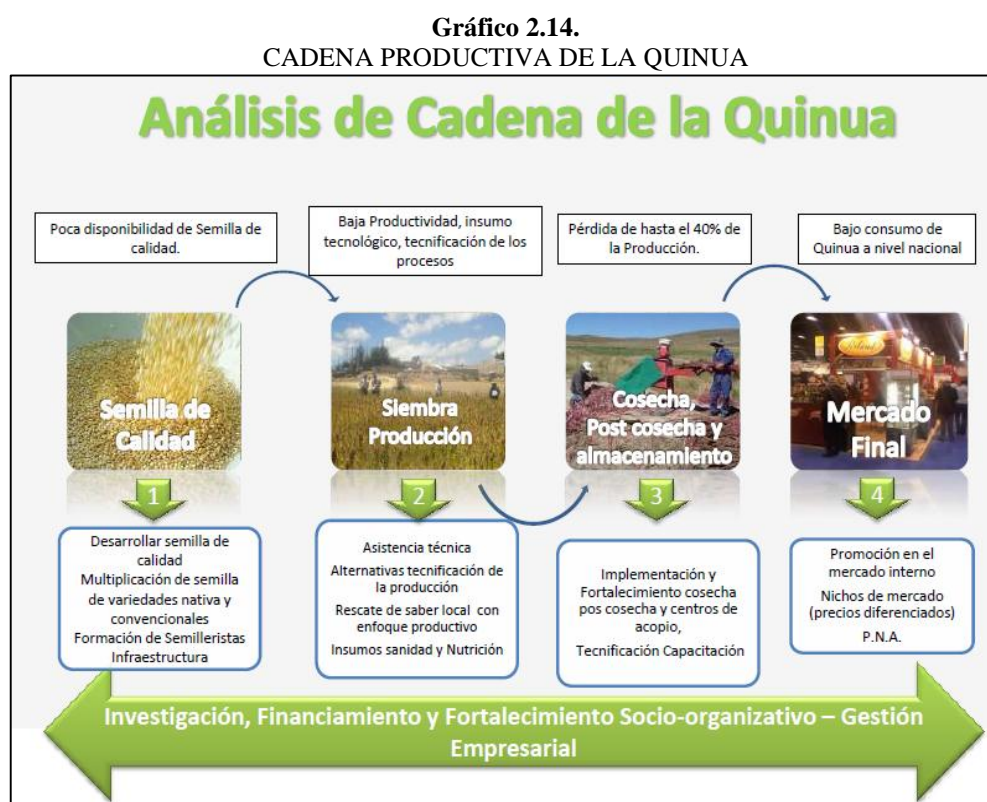 Gráfico 2.14.
CADENA PRODUCTIVA DE LA QUINUA
Análisis de Cadena de la Quinua
Poca disponibilidad de Semilla de
calidad.
Baja Productividad, insumo
tecnológico, tecnificación de los
procesos
Pérdida de hasta el 40% de
la Producción.
Bajo consumo de
Quinua a nivel nacional
Semilla de
Calidad
Siembra
Producción
Cosecha,
Post cosecha y
almacenamiento
Mercado
Final
1
2
3
4
Desarrollar semilla de
calidad
Multiplicación de semilla
de variedades nativa y
convencionales
Formación de Semilleristas
Infraestructura
Asistencia técnica
Alternativas tecnificación de
la producción
Rescate de saber local con
enfoque productivo
Insumos sanidad y Nutrición
Implementación y
Fortalecimiento cosecha
pos cosecha y centros de
acopio,
Tecnificación Capacitación
Promoción en el
mercado interno
Nichos de mercado
(precios diferenciados)
P.N.A.
Investigación, Financiamiento y Fortalecimiento Socio-organizativo – Gestión
Empresarial